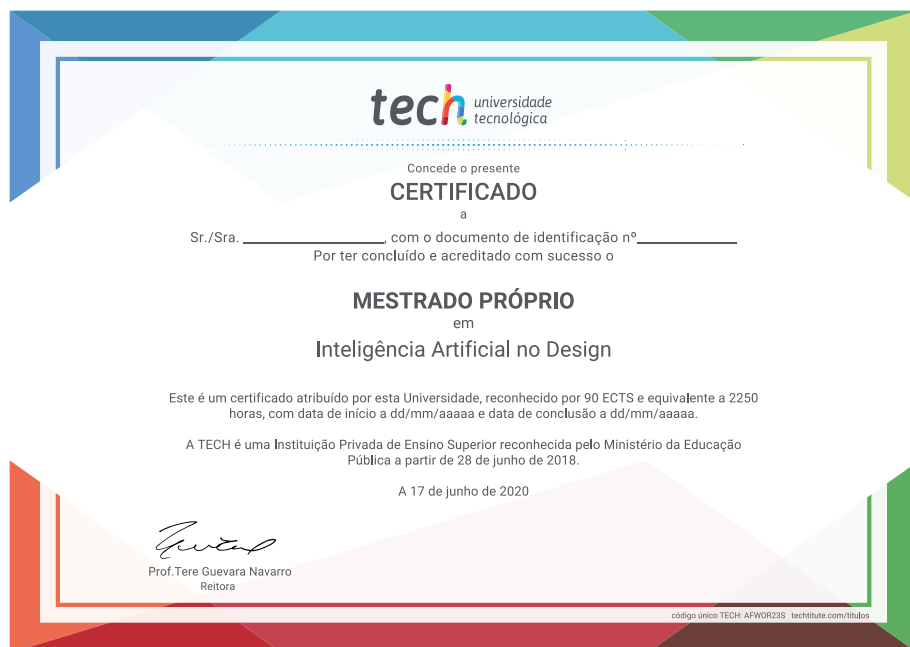 tech universidade
tecnológica
Concede o presente
CERTIFICADO
a
Sr./Sra. ________________, com o documento de identificação nº____________
Por ter concluído e acreditado com sucesso o
MESTRADO PRÓPRIO
em
Inteligência Artificial no Design
Este é um certificado atribuído por esta Universidade, reconhecido por 90 ECTS e equivalente a 2250
horas, com data de início a dd/mm/aaaaa e data de conclusão a dd/mm/aaaaa.
A TECH é uma Instituição Privada de Ensino Superior reconhecida pelo Ministério da Educação
Pública a partir de 28 de junho de 2018.
A 17 de junho de 2020
Prof.Tere Guevara Navarro
Reitora
código único TECH: AFWOR23S techtitute.com/titulos